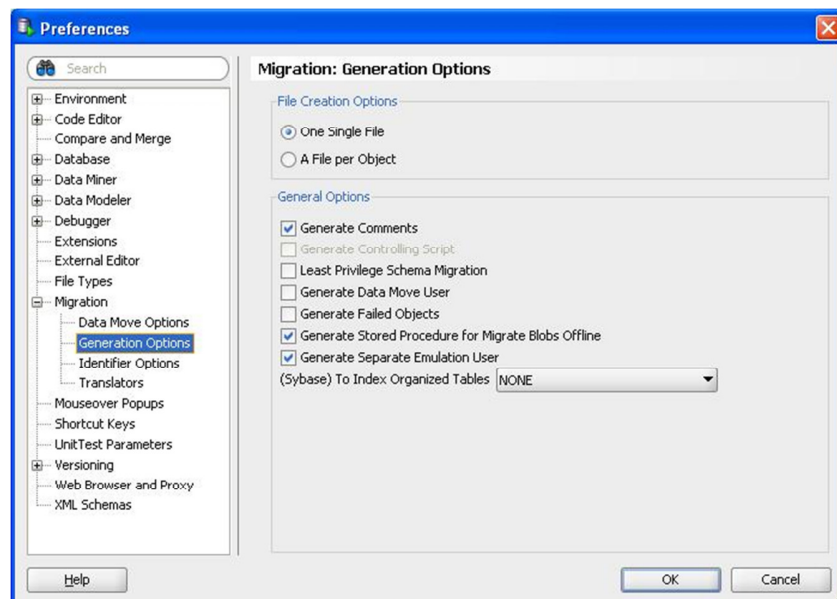 Preferences
Search
Environment
Code Editor
Compare and Merge
Database
Data Miner
Data Modeler
Debugger
Extensions
External Editor
File Types
Migration
Data Move Options
Generation Options
Identifier Options
Translators
Mouseover Popups
Shortcut Keys
UnitTest Parameters
Versioning
Web Browser and Proxy
XML Schemas
Migration: Generation Options
File Creation Options
One Single File
A File per Object
General Options
Generate Comments
Generate Controlling Script
Least Privilege Schema Migration
Generate Data Move User
Generate Failed Objects
Generate Stored Procedure for Migrate Blobs Offline
Generate Separate Emulation User
(Sybase) To Index Organized Tables NONE
Help
OK
Cancel